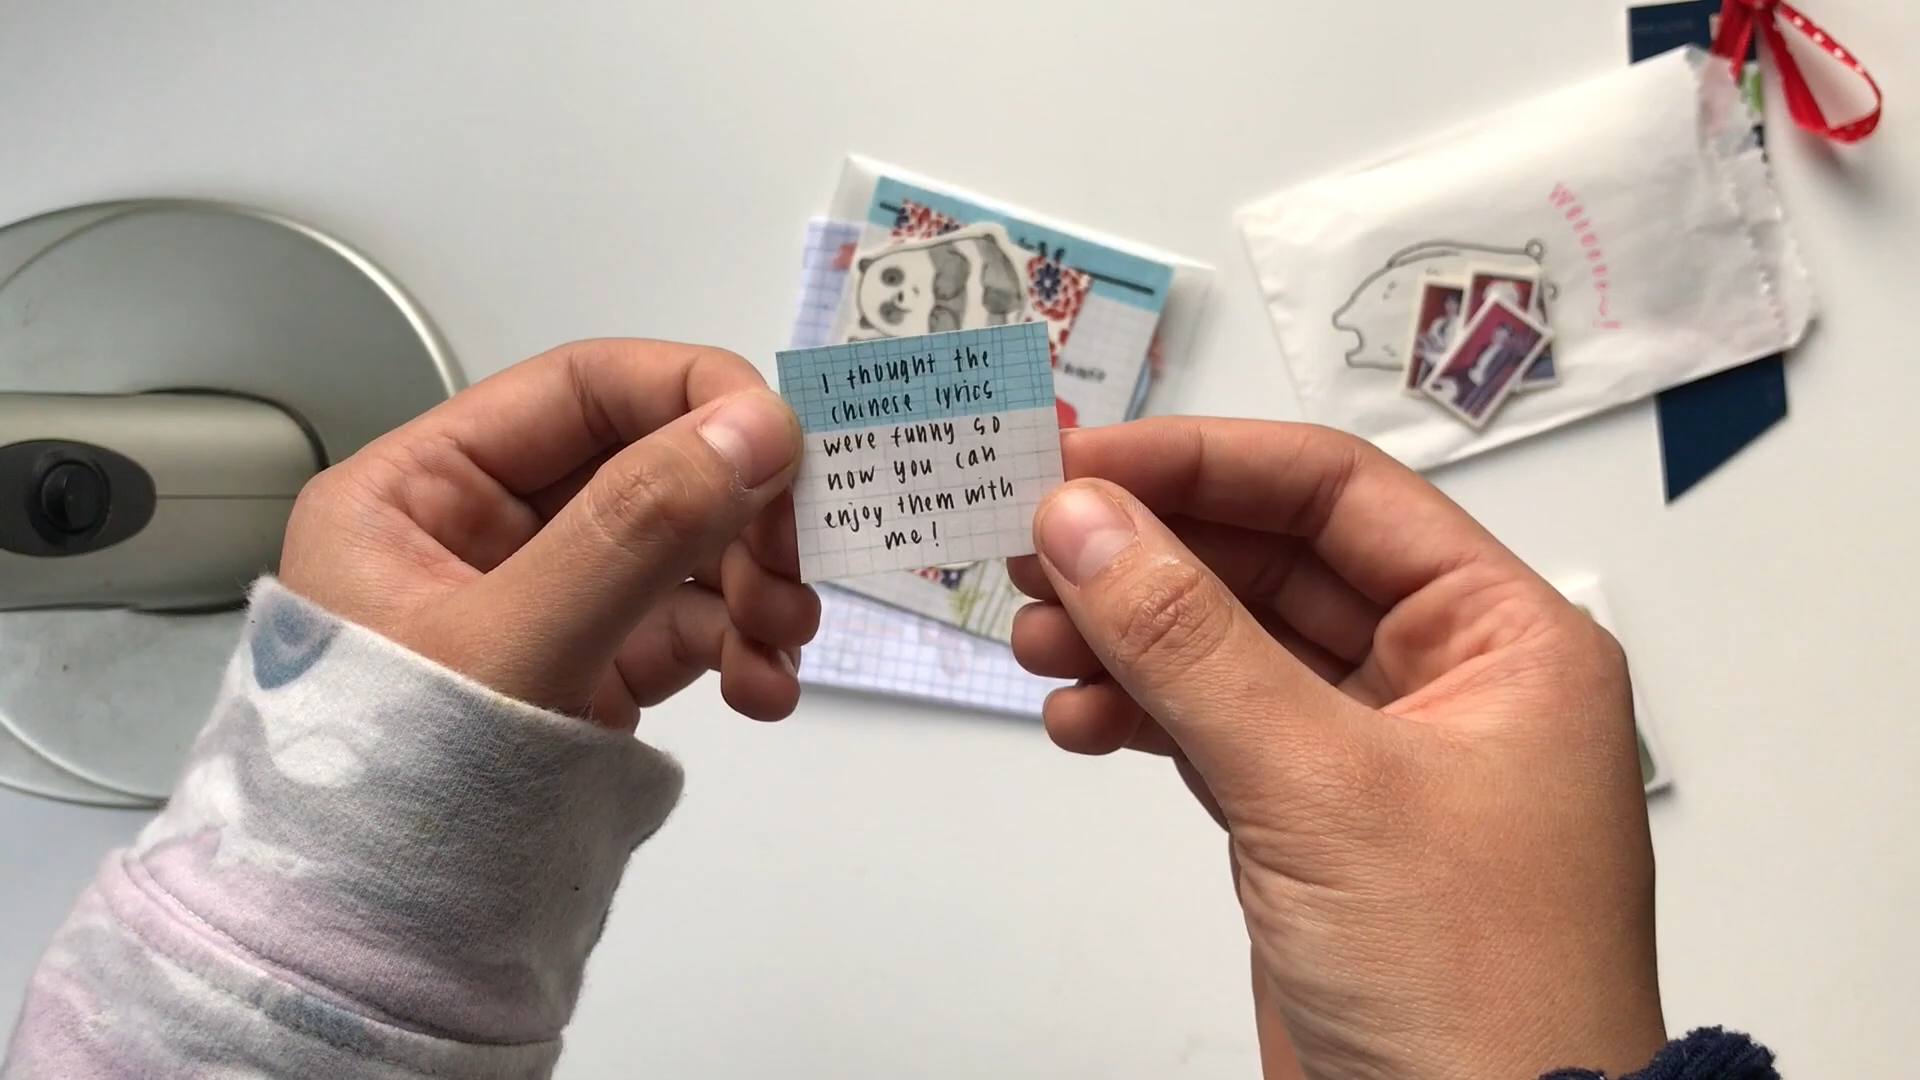 I thought the
chinese lyrics
were funny so
now you can
enjoy them with
me!